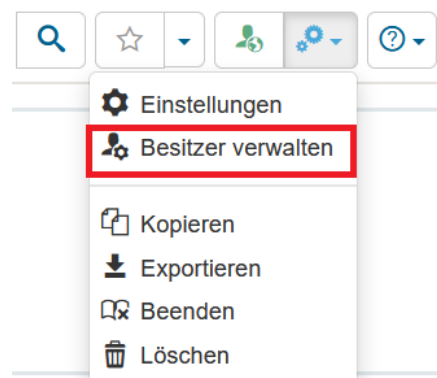 Einstellungen
Besitzer verwalten
Kopieren
Exportieren
Beenden
Löschen